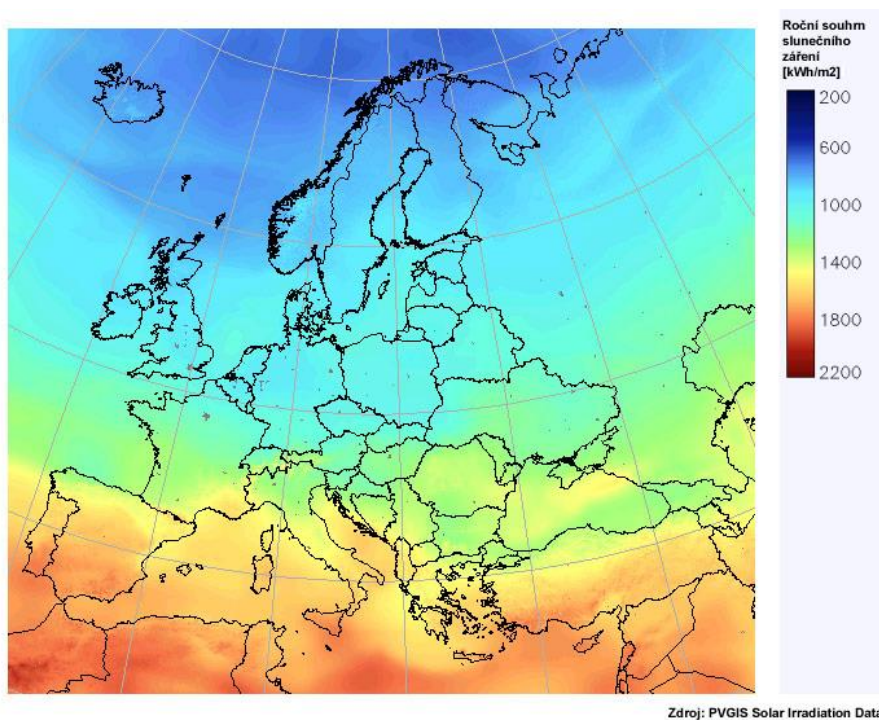 Roční souhrn
slunečního
záření
[kWh/m2]
200
600
1000
1400
1800
2200
Zdroj: PVGIS Solar Irradiation Data